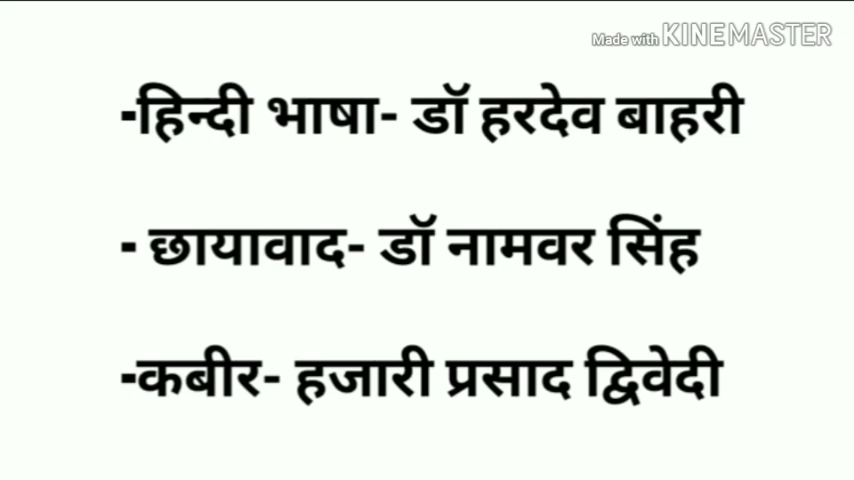 Made with KINEMASTER
-हिन्दी भाषा- डॉ हरदेव बाहरी
- छायावाद- डॉ नामवर सिंह
-कबीर- हजारी प्रसाद द्विवेदी